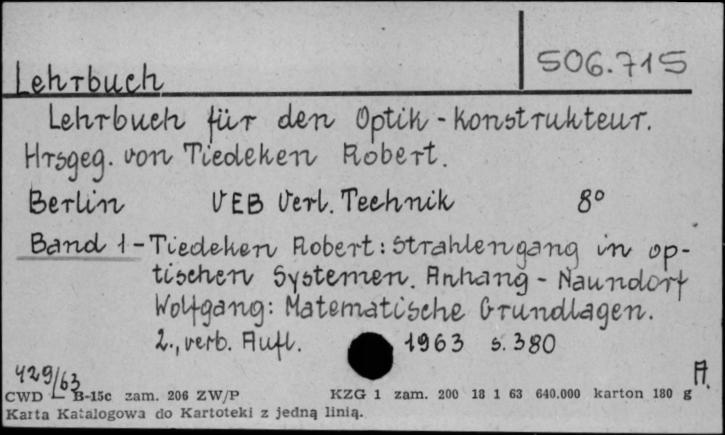 506.715
Lehrbuch
Lehrbuch für den Optik-Konstrukteur.
Hrsgeg. von Tiedeken Robert.
Berlin VEB Verl. Technik 8°
Band 1 - Tiedeken Robert: Strahlengang in op-
tischen Systemen. Anhang - Naundorf
Wolfgang: Matematische Grundlagen.
2., verb. Aufl. 1963 s. 380
429/63 A.
CWD — B-15c zam. 206 ZW/P KZG 1 zam. 200 18 1 63 640.000 karton 180 g
Karta Katalogowa do Kartoteki z jedną linią.